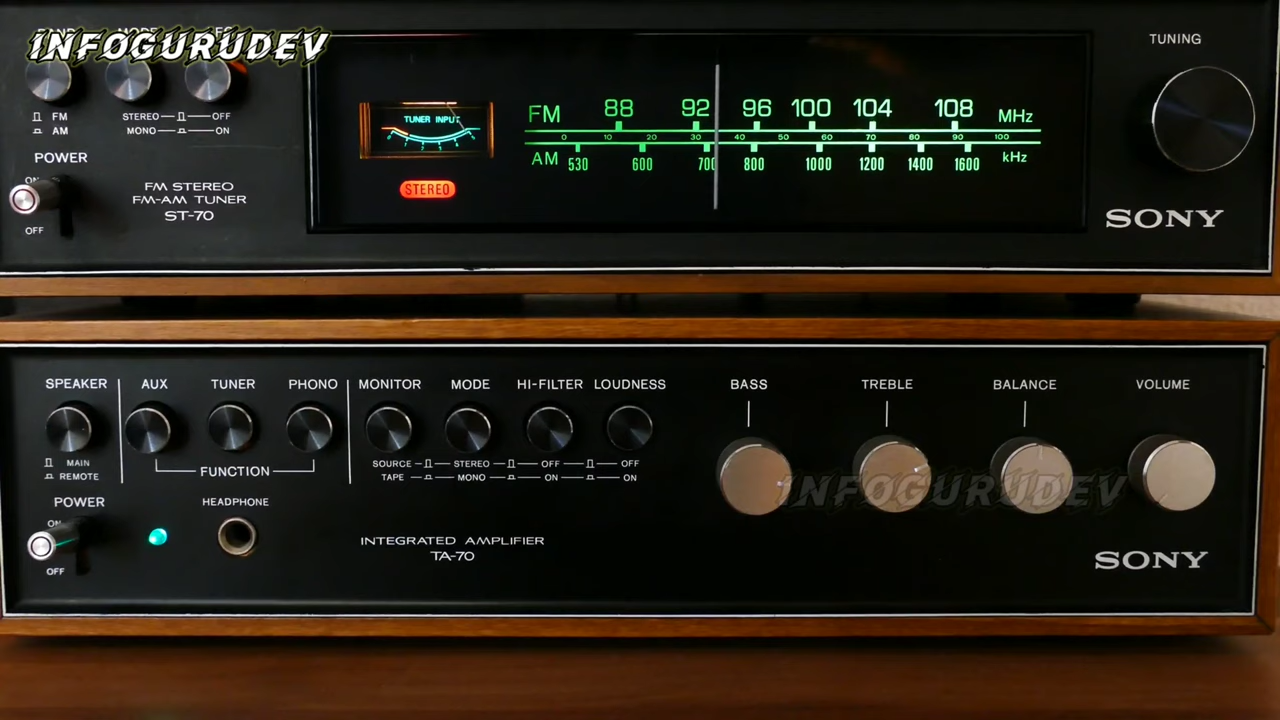 INFOGURUDEV
FM
AM
STEREO
MONO
OFF
ON
POWER
ON
OFF
FM STEREO
FM-AM TUNER
ST-70
TUNER INPUT
STEREO
FM 88 92 96 100 104 108 MHz
0 10 20 30 40 50 60 70 80 90 100
AM 530 600 700 800 1000 1200 1400 1600 kHz
TUNING
SONY
SPEAKER AUX TUNER PHONO MONITOR MODE HI-FILTER LOUDNESS BASS TREBLE BALANCE VOLUME
MAIN
REMOTE
FUNCTION
SOURCE STEREO OFF OFF
TAPE MONO ON ON
INFOGURUDEV
POWER
ON
OFF
HEADPHONE
INTEGRATED AMPLIFIER
TA-70
SONY